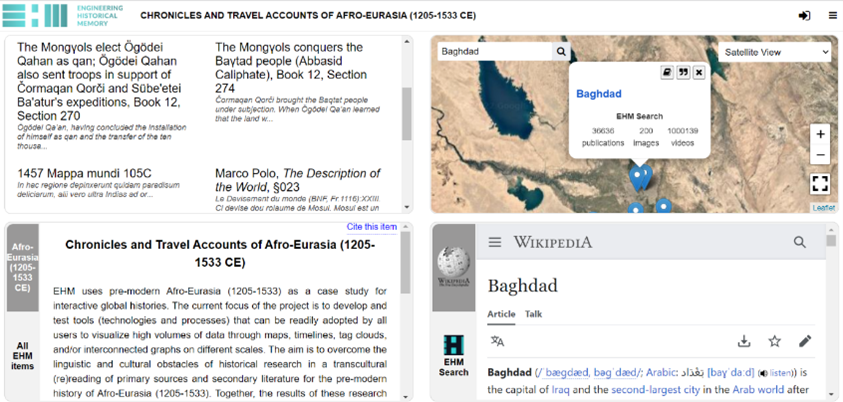 ENGINEERING
HISTORICAL
MEMORY
CHRONICLES AND TRAVEL ACCOUNTS OF AFRO-EURASIA (1205-1533 CE)
The Mongyols elect Ögödei
Qahan as qan; Ögödei Qahan
also sent troops in support of
Čormaqan Qorči and Sübe'etei
Ba'atur's expeditions, Book 12,
Section 270
Ögödei Qa'an, having concluded the installation
of himself as qan and the transfer of the ten
thouse...
The Mongyols conquers the
Baytad people (Abbasid
Caliphate), Book 12, Section
274
Čormaqan Qorči brought the Baqtat people
under subjection. When Ögödei Qa'an learned
that the land w...
1457 Mappa mundi 105C
In hac regione depinxerunt quidam paredisum
deliciarum, alii vero ultra Indias ad or...
Marco Polo, The Description of
the World, §023
Le Devisement du monde (BNF, Fr.1116):XXIII.
Ci devise dou roiaume de Mosul. Mosul est un
Baghdad
Satellite View
Baghdad
EHM Search
36636
publications
200
images
1000139
videos
+
−
Leaflet
Afro-
Eurasia
(1205-
1533
CE)
All
EHM
items
Cite this item
Chronicles and Travel Accounts of Afro-Eurasia (1205-
1533 CE)
EHM uses pre-modern Afro-Eurasia (1205-1533) as a case study for
interactive global histories. The current focus of the project is to develop and
test tools (technologies and processes) that can be readily adopted by all
users to visualize high volumes of data through maps, timelines, tag clouds,
and/or interconnected graphs on different scales. The aim is to overcome the
linguistic and cultural obstacles of historical research in a transcultural
(re)reading of primary sources and secondary literature for the pre-modern
history of Afro-Eurasia (1205-1533). Together, the results of these research
WIKIPEDIA
EHM
Search
WIKIPEDIA
Baghdad
Article Talk
Baghdad (/ˈbæɡdæd, bəɡˈdæd/; Arabic: بَغْدَاد [baɣˈdaːd] (listen)) is
the capital of Iraq and the second-largest city in the Arab world after